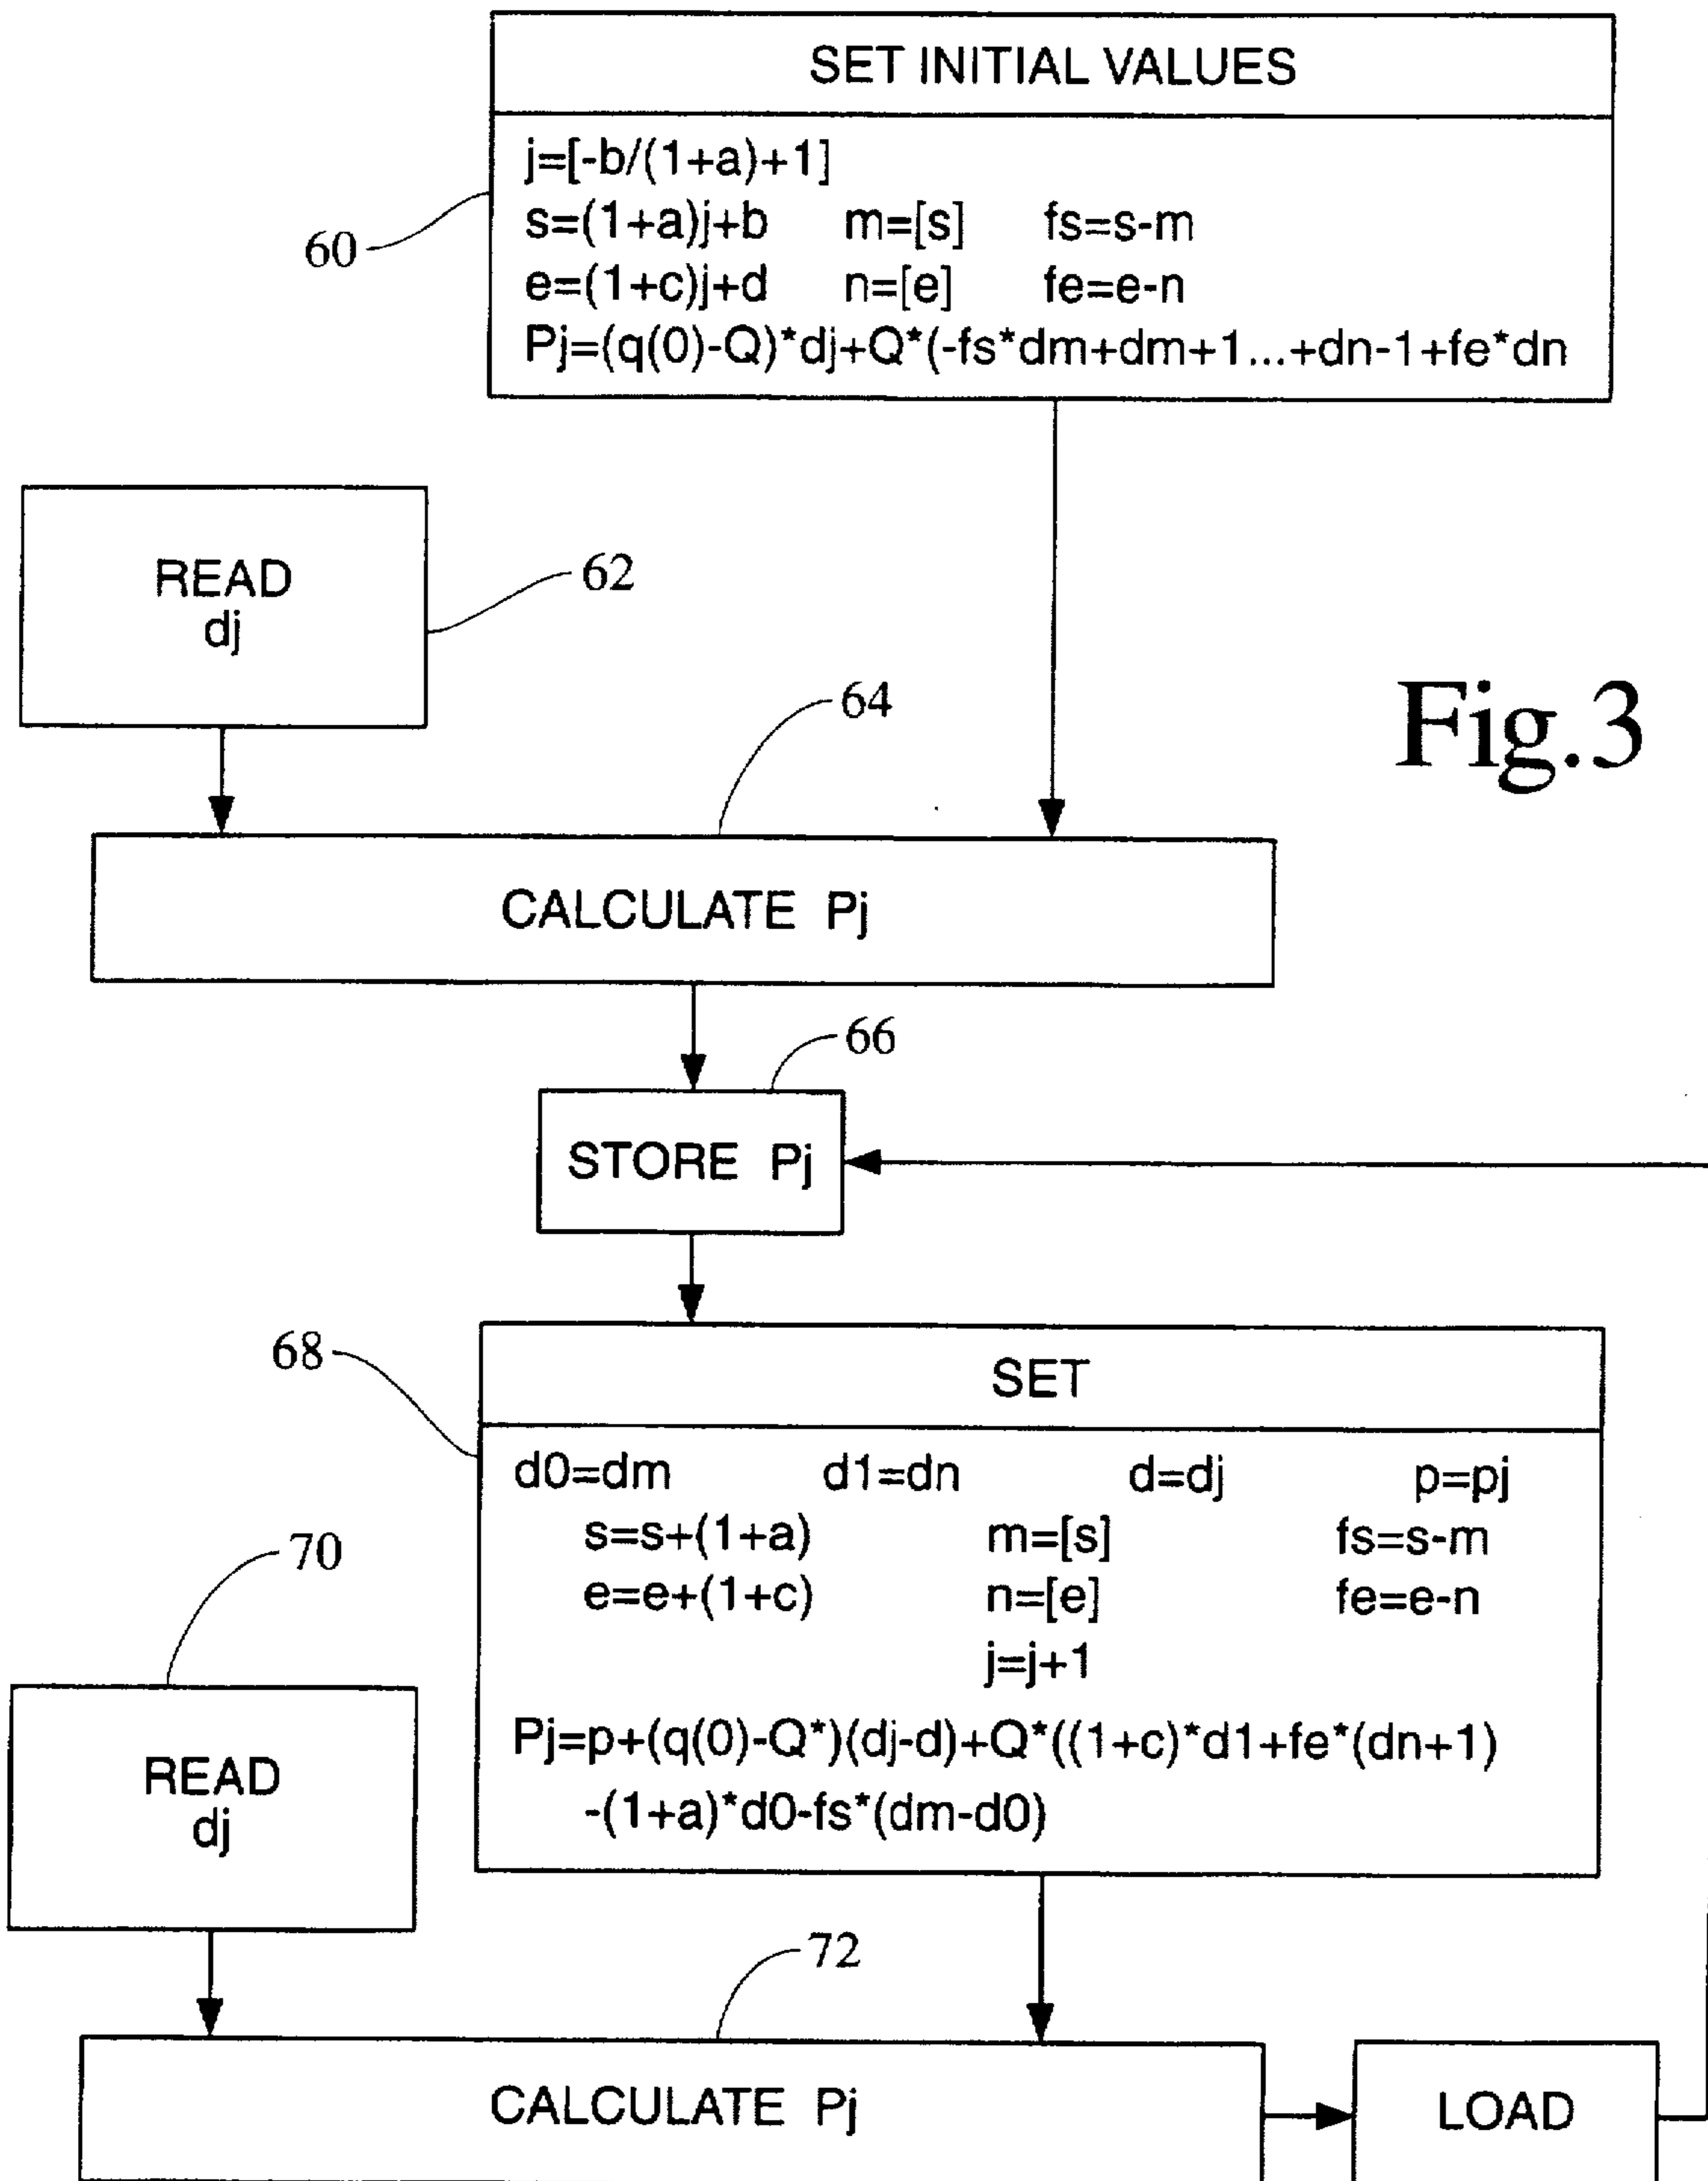 SET INITIAL VALUES
j=[-b/(1+a)+1]
s=(1+a)j+b m=[s] fs=s-m
e=(1+c)j+d n=[e] fe=e-n
Pj=(q(0)-Q)*dj+Q*(-fs*dm+dm+1...+dn-1+fe*dn
60
READ
dj
62
64
Fig.3
CALCULATE Pj
66
STORE Pj
68
SET
d0=dm d1=dn d=dj p=pj
s=s+(1+a) m=[s] fs=s-m
e=e+(1+c) n=[e] fe=e-n
j=j+1
Pj=p+(q(0)-Q*)(dj-d)+Q*((1+c)*d1+fe*(dn+1)
-(1+a)*d0-fs*(dm-d0)
70
READ
dj
72
CALCULATE Pj
LOAD